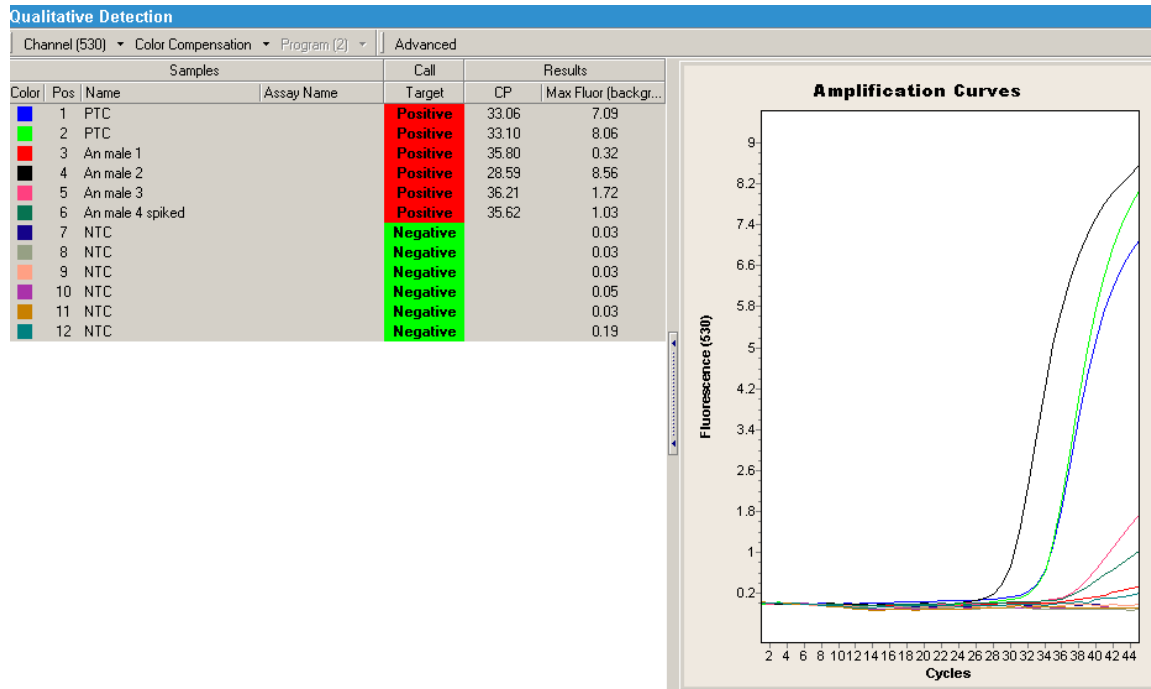 Qualitative Detection
Channel (530) Color Compensation Program (2) Advanced
Samples Call Results
Color Pos Name Assay Name Target CP Max Fluor (backgr...
1 PTC Positive 33.06 7.09
2 PTC Positive 33.10 8.06
3 An male 1 Positive 35.80 0.32
4 An male 2 Positive 28.59 8.56
5 An male 3 Positive 36.21 1.72
6 An male 4 spiked Positive 35.62 1.03
7 NTC Negative 0.03
8 NTC Negative 0.03
9 NTC Negative 0.03
10 NTC Negative 0.05
11 NTC Negative 0.03
12 NTC Negative 0.19
Amplification Curves
9
8.2
7.4
6.6
5.8
5
4.2
3.4
2.6
1.8
1
0.2
Fluorescence (530)
2 4 6 8 10 12 14 16 18 20 22 24 26 28 30 32 34 36 38 40 42 44
Cycles